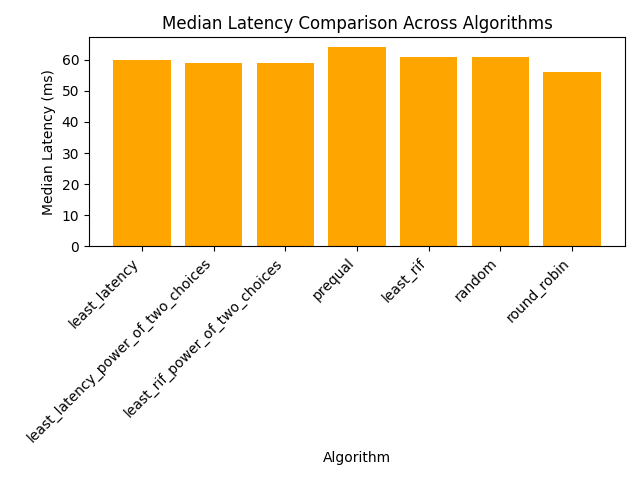 Median Latency Comparison Across Algorithms
Median Latency (ms)
60
50
40
30
20
10
0
least_latency
least_latency_power_of_two_choices
least_rif_power_of_two_choices
prequal
least_rif
random
round_robin
Algorithm